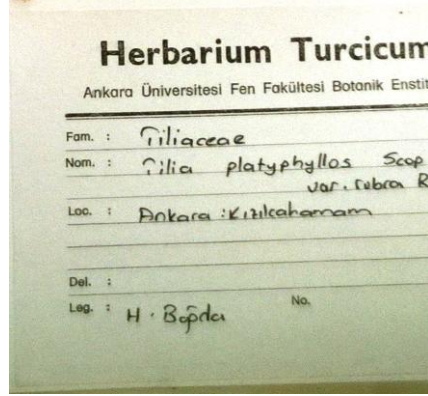 Herbarium Turcicum
Ankara Üniversitesi Fen Fakültesi Botanik Enstit
Fam. : Tiliaceae
Nom. : Tilia platyphyllos Scop
var. rubra R
Loc. : Ankara : Kızılcahamam
Del. :
Leg. : H. No.